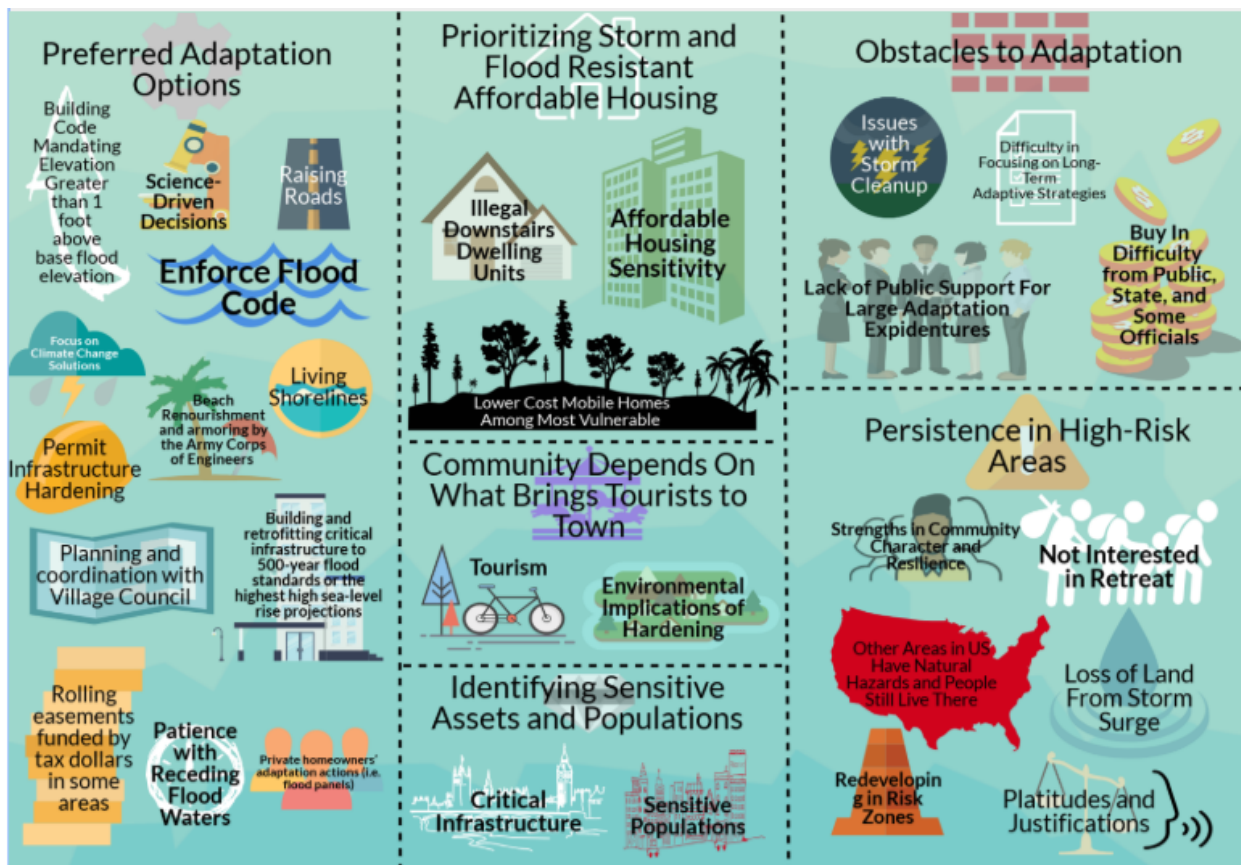 Preferred Adaptation
Options
Building
Code
Mandating
Elevation
Greater
than 1
foot
above
base flood
elevation
Science-
Driven
Decisions
Raising
Roads
Enforce Flood
Code
Focus on
Climate Change
Solutions
Beach
Renourishment
and armoring by
the Army Corps
of Engineers
Living
Shorelines
Permit
Infrastructure
Hardening
Planning and
coordination with
Village Council
Building and
retrofitting critical
infrastructure to
500-year flood
standards or the
highest high sea-level
rise projections
Rolling
easements
funded by
tax dollars
in some
areas
Patience
with
Receding
Flood
Waters
Private homeowners'
adaptation actions (i.e.
flood panels)
Prioritizing Storm and
Flood Resistant
Affordable Housing
Illegal
Downstairs
Dwelling
Units
Affordable
Housing
Sensitivity
Lower Cost Mobile Homes
Among Most Vulnerable
Community Depends On
What Brings Tourists to
Town
Tourism
Environmental
Implications of
Hardening
Identifying Sensitive
Assets and Populations
Critical
Infrastructure
Sensitive
Populations
Obstacles to Adaptation
Issues
with
Storm
Cleanup
Difficulty in
Focusing on Long-
Term
Adaptive Strategies
Lack of Public Support For
Large Adaptation
Expidentures
Buy In
Difficulty
from Public,
State, and
Some
Officials
Persistence in High-Risk
Areas
Strengths in Community
Character and
Resilience
Not Interested
in Retreat
Other Areas in US
Have Natural
Hazards and People
Still Live There
Loss of Land
From Storm
Surge
Redevelopin
g in Risk
Zones
Platitudes and
Justifications